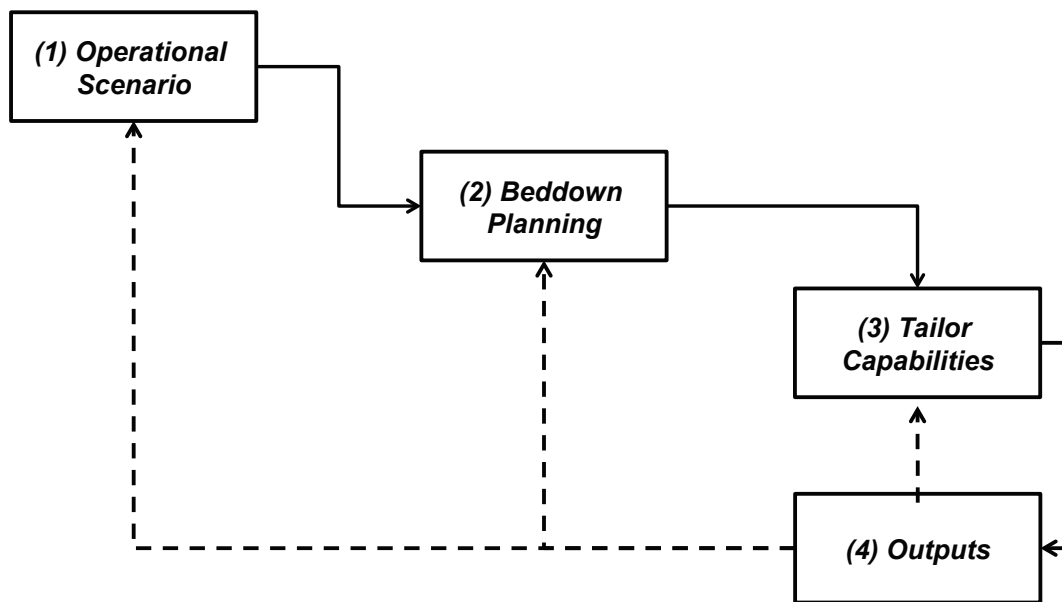 (1) Operational
Scenario
(2) Beddown
Planning
(3) Tailor
Capabilities
(4) Outputs